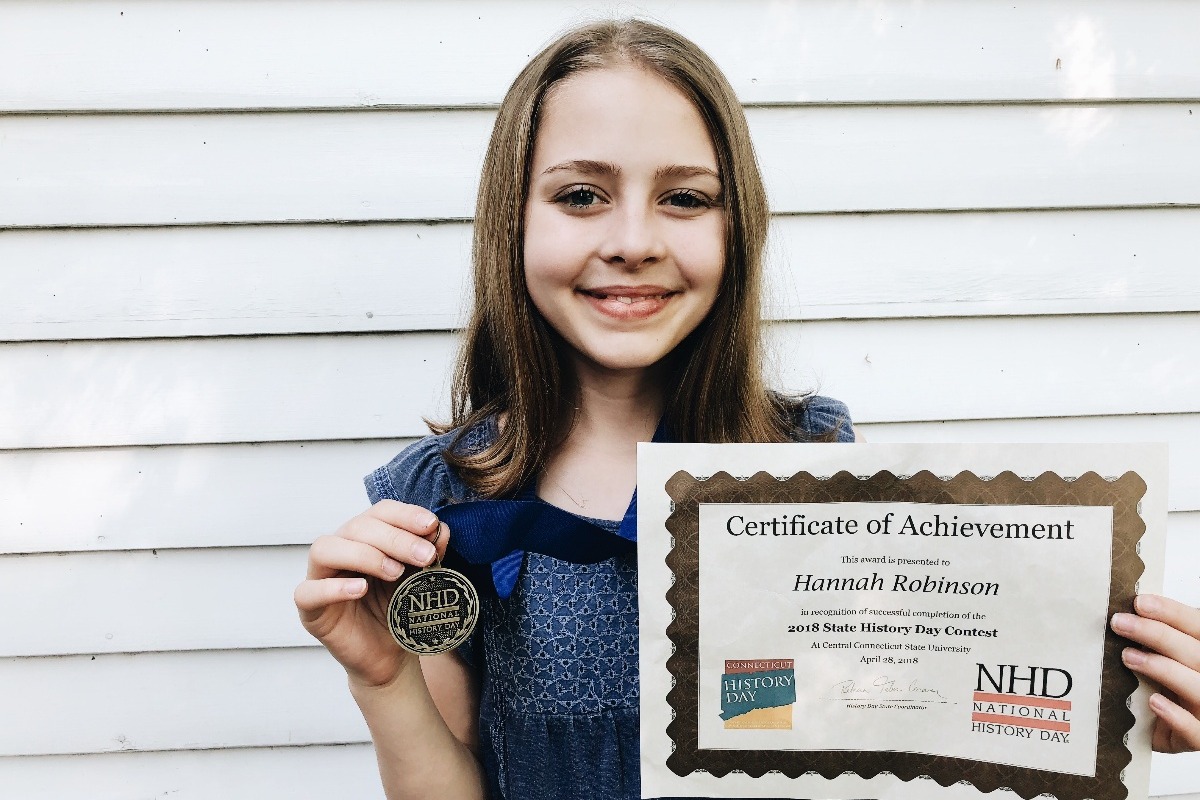 NHD
NATIONAL
HISTORY DAY
Certificate of Achievement
This award is presented to
Hannah Robinson
in recognition of successful completion of the
2018 State History Day Contest
At Central Connecticut State University
April 28, 2018
CONNECTICUT
HISTORY
DAY
History Day State Coordinator
NHD
NATIONAL
HISTORY DAY